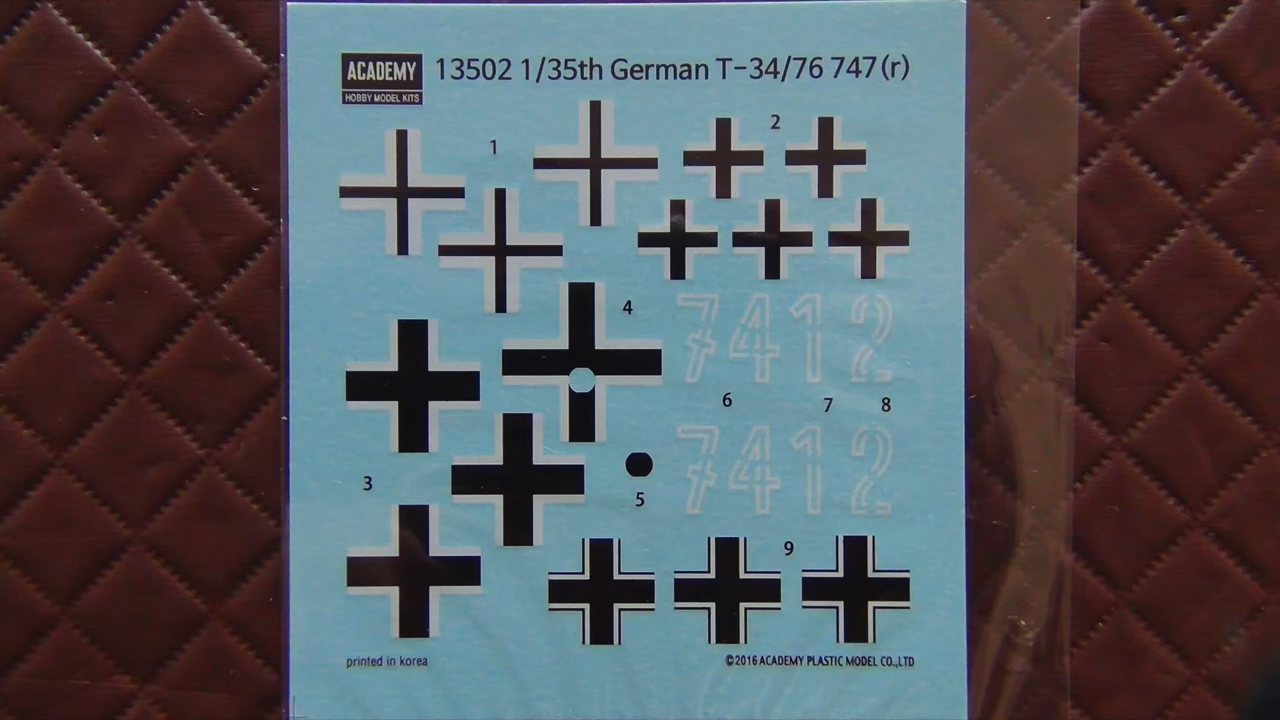 ACADEMY
HOBBY MODEL KITS
13502 1/35th German T-34/76 747(r)
1
2
4
7412
6
7
8
7412
3
5
9
printed in korea
©2016 ACADEMY PLASTIC MODEL CO.,LTD